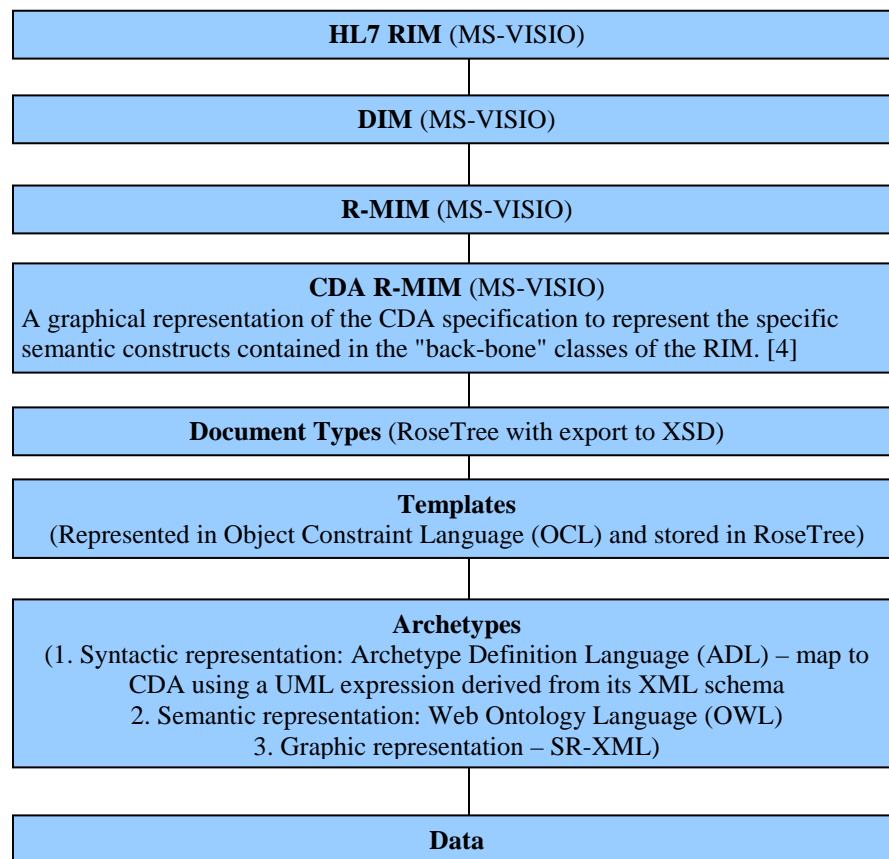 HL7 RIM (MS-VISIO)
DIM (MS-VISIO)
R-MIM (MS-VISIO)
CDA R-MIM (MS-VISIO)
A graphical representation of the CDA specification to represent the specific
semantic constructs contained in the "back-bone" classes of the RIM. [4]
Document Types (RoseTree with export to XSD)
Templates
(Represented in Object Constraint Language (OCL) and stored in RoseTree)
Archetypes
(1. Syntactic representation: Archetype Definition Language (ADL) – map to
CDA using a UML expression derived from its XML schema
2. Semantic representation: Web Ontology Language (OWL)
3. Graphic representation – SR-XML)
Data